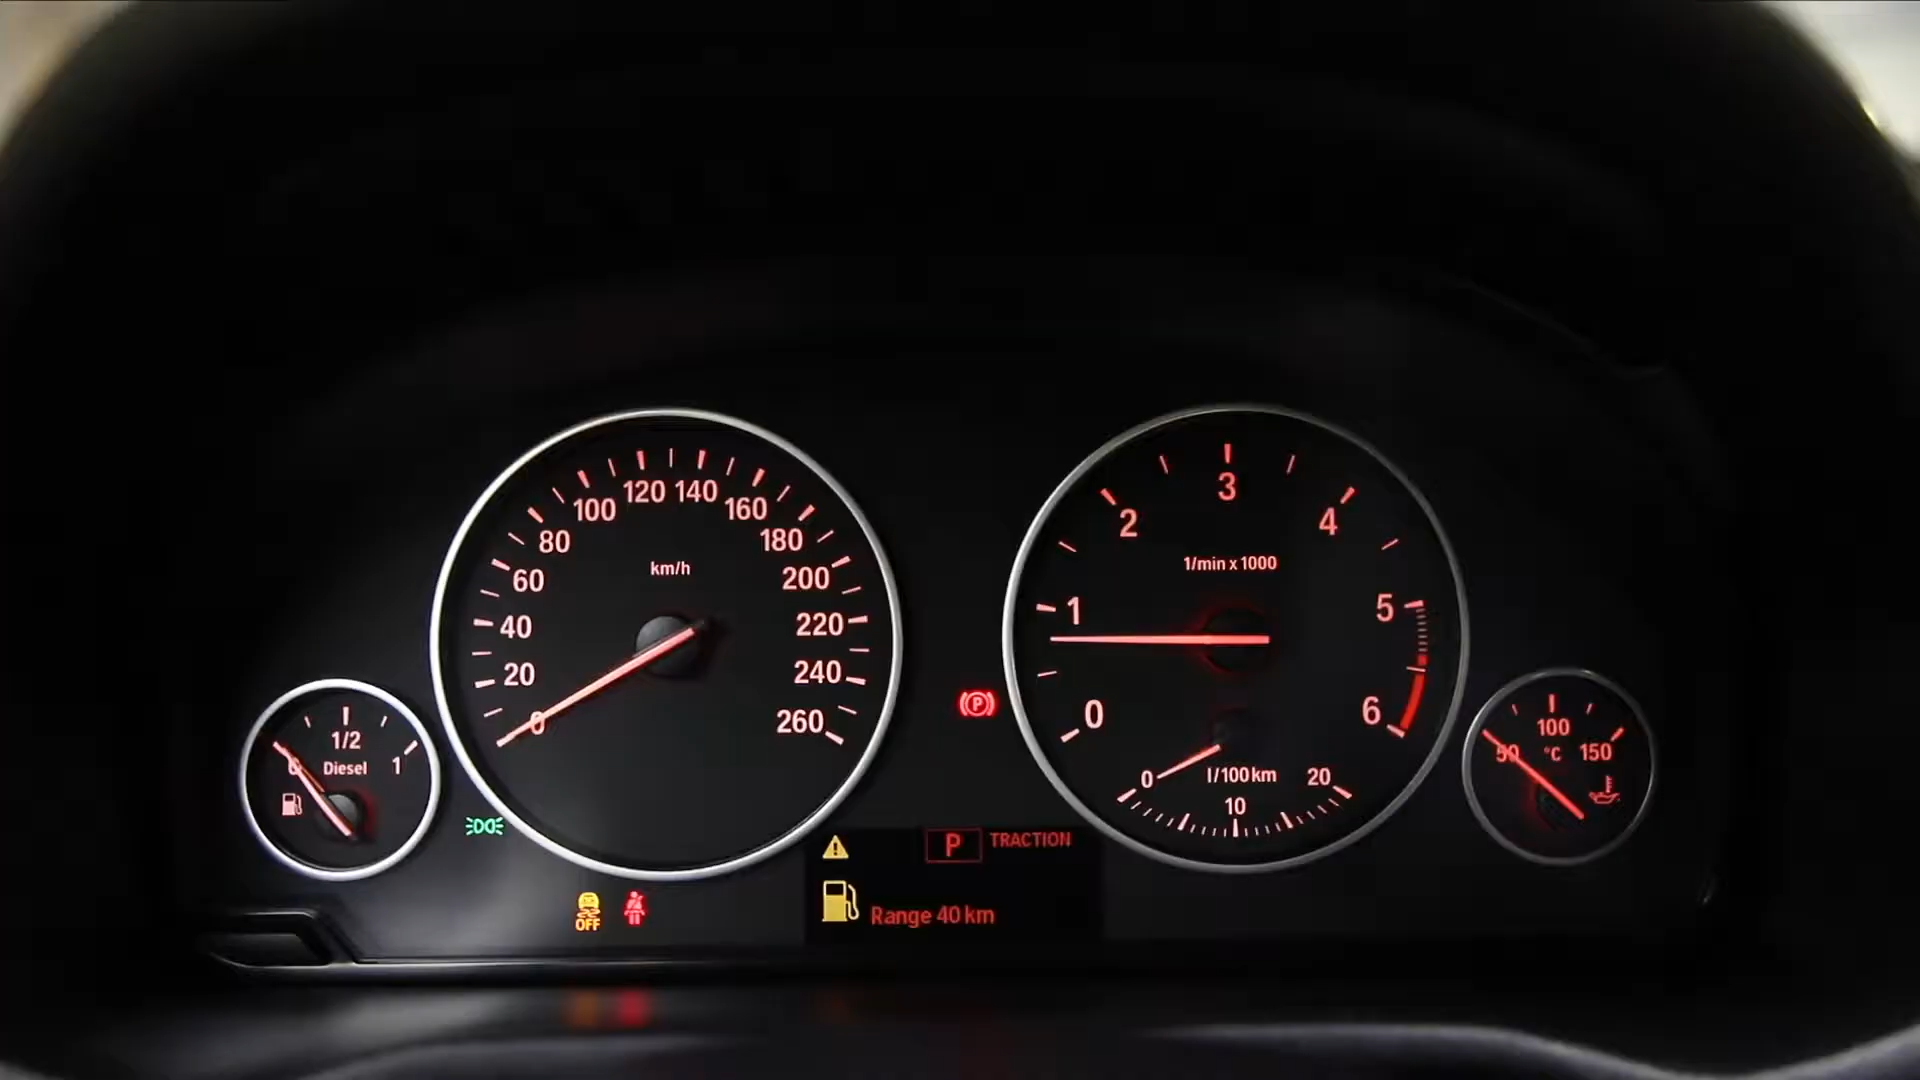 120 140
100 160
80 180
60 200
40 220
20 240
0 260
km/h
3
2 4
1/min x 1000
1 5
0 6
l/100km
0 20
10
1/2
0 Diesel 1
100
50 °C 150
P
P TRACTION
Range 40 km
OFF